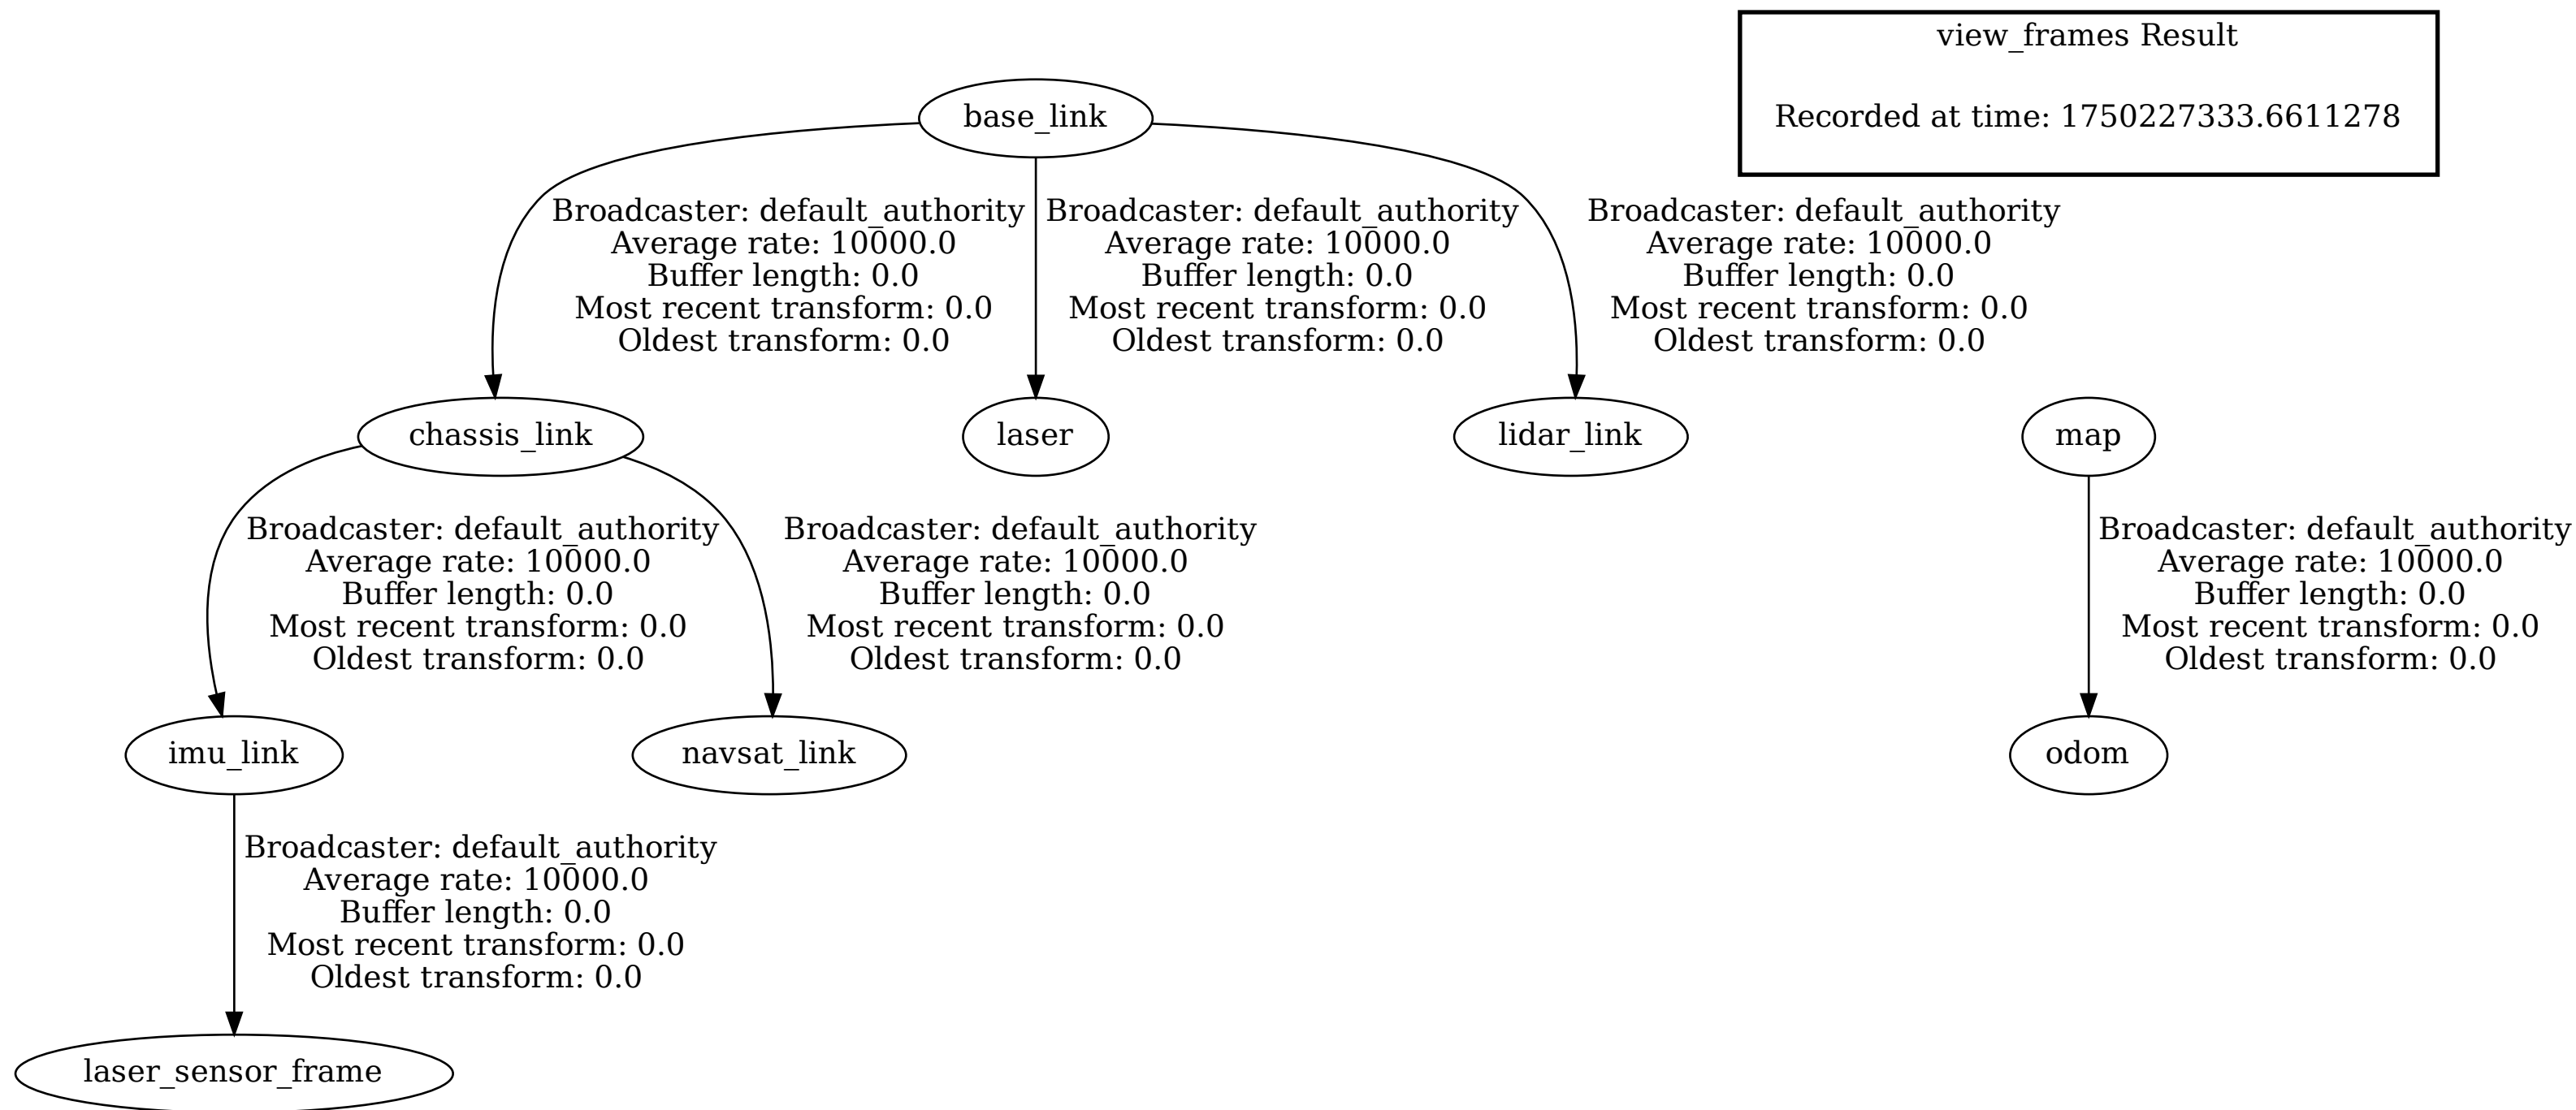 view_frames Result
Recorded at time: 1750227333.6611278
base_link
Broadcaster: default_authority
Average rate: 10000.0
Buffer length: 0.0
Most recent transform: 0.0
Oldest transform: 0.0
Broadcaster: default_authority
Average rate: 10000.0
Buffer length: 0.0
Most recent transform: 0.0
Oldest transform: 0.0
Broadcaster: default_authority
Average rate: 10000.0
Buffer length: 0.0
Most recent transform: 0.0
Oldest transform: 0.0
chassis_link
laser
lidar_link
map
Broadcaster: default_authority
Average rate: 10000.0
Buffer length: 0.0
Most recent transform: 0.0
Oldest transform: 0.0
Broadcaster: default_authority
Average rate: 10000.0
Buffer length: 0.0
Most recent transform: 0.0
Oldest transform: 0.0
Broadcaster: default_authority
Average rate: 10000.0
Buffer length: 0.0
Most recent transform: 0.0
Oldest transform: 0.0
imu_link
navsat_link
odom
Broadcaster: default_authority
Average rate: 10000.0
Buffer length: 0.0
Most recent transform: 0.0
Oldest transform: 0.0
laser_sensor_frame